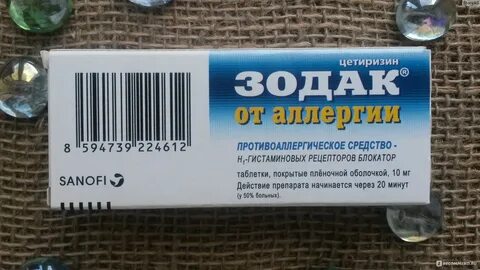 цетиризин
ЗОДАК®
от аллергии
ПРОТИВОАЛЛЕРГИЧЕСКОЕ СРЕДСТВО -
H₁-ГИСТАМИНОВЫХ РЕЦЕПТОРОВ БЛОКАТОР
таблетки, покрытые плёночной оболочкой, 10 мг
Действие препарата начинается через 20 минут
(у 50% больных).
8 594739 224612
SANOFI